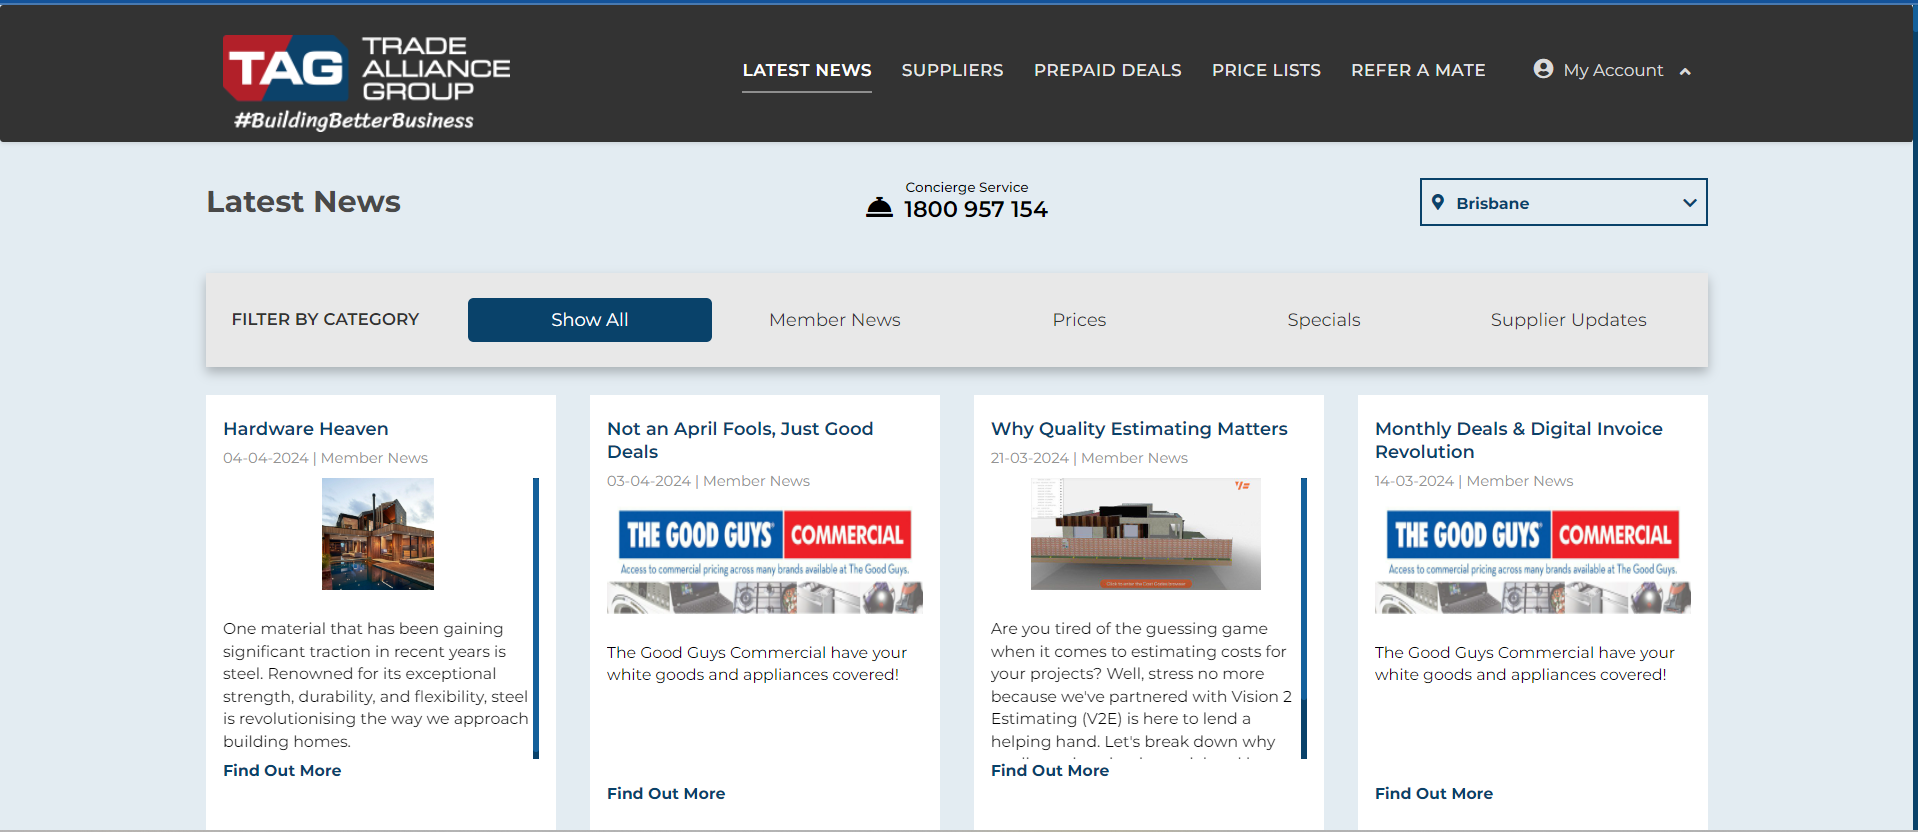 TAG TRADE ALLIANCE GROUP
#BuildingBetterBusiness
LATEST NEWS
SUPPLIERS
PREPAID DEALS
PRICE LISTS
REFER A MATE
My Account
Latest News
Concierge Service
1800 957 154
Brisbane
FILTER BY CATEGORY
Show All
Member News
Prices
Specials
Supplier Updates
Hardware Heaven
04-04-2024 | Member News
One material that has been gaining
significant traction in recent years is
steel. Renowned for its exceptional
strength, durability, and flexibility, steel
is revolutionising the way we approach
building homes.
Find Out More
Not an April Fools, Just Good
Deals
03-04-2024 | Member News
THE GOOD GUYS COMMERCIAL
Access to commercial pricing across many brands available at The Good Guys.
The Good Guys Commercial have your
white goods and appliances covered!
Find Out More
Why Quality Estimating Matters
21-03-2024 | Member News
Are you tired of the guessing game
when it comes to estimating costs for
your projects? Well, stress no more
because we've partnered with Vision 2
Estimating (V2E) is here to lend a
helping hand. Let's break down why
Find Out More
Monthly Deals & Digital Invoice
Revolution
14-03-2024 | Member News
THE GOOD GUYS COMMERCIAL
Access to commercial pricing across many brands available at The Good Guys.
The Good Guys Commercial have your
white goods and appliances covered!
Find Out More